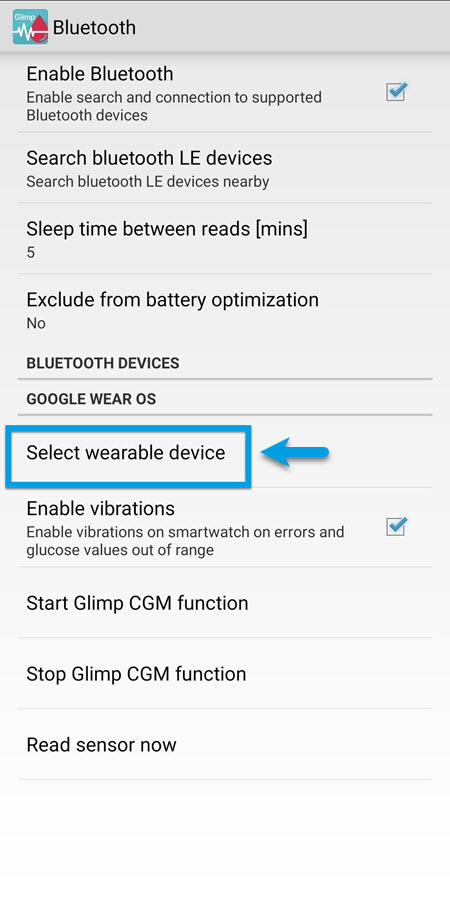 Glimp
Bluetooth
Enable Bluetooth
Enable search and connection to supported
Bluetooth devices
Search bluetooth LE devices
Search bluetooth LE devices nearby
Sleep time between reads [mins]
5
Exclude from battery optimization
No
BLUETOOTH DEVICES
GOOGLE WEAR OS
Select wearable device
Enable vibrations
Enable vibrations on smartwatch on errors and
glucose values out of range
Start Glimp CGM function
Stop Glimp CGM function
Read sensor now